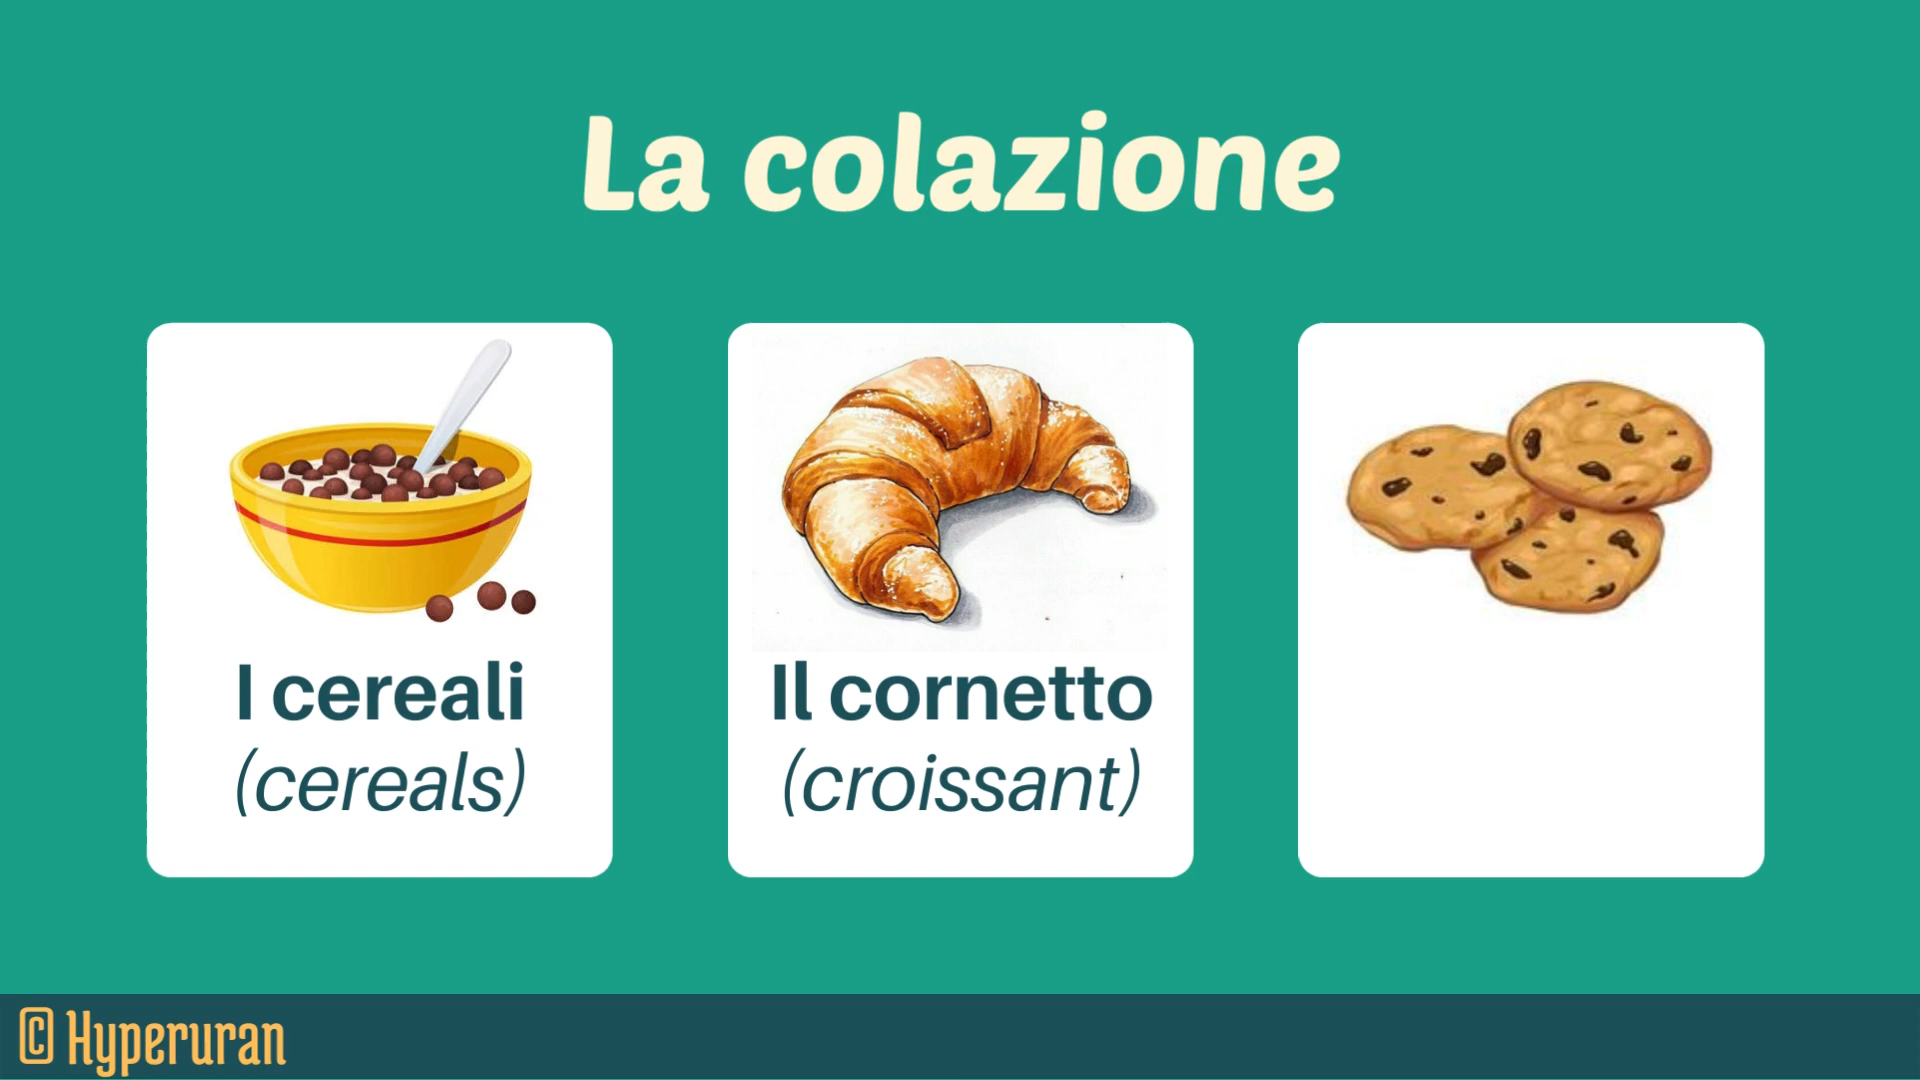 La colazione
I cereali
(cereals)
Il cornetto
(croissant)
© Hyperuran